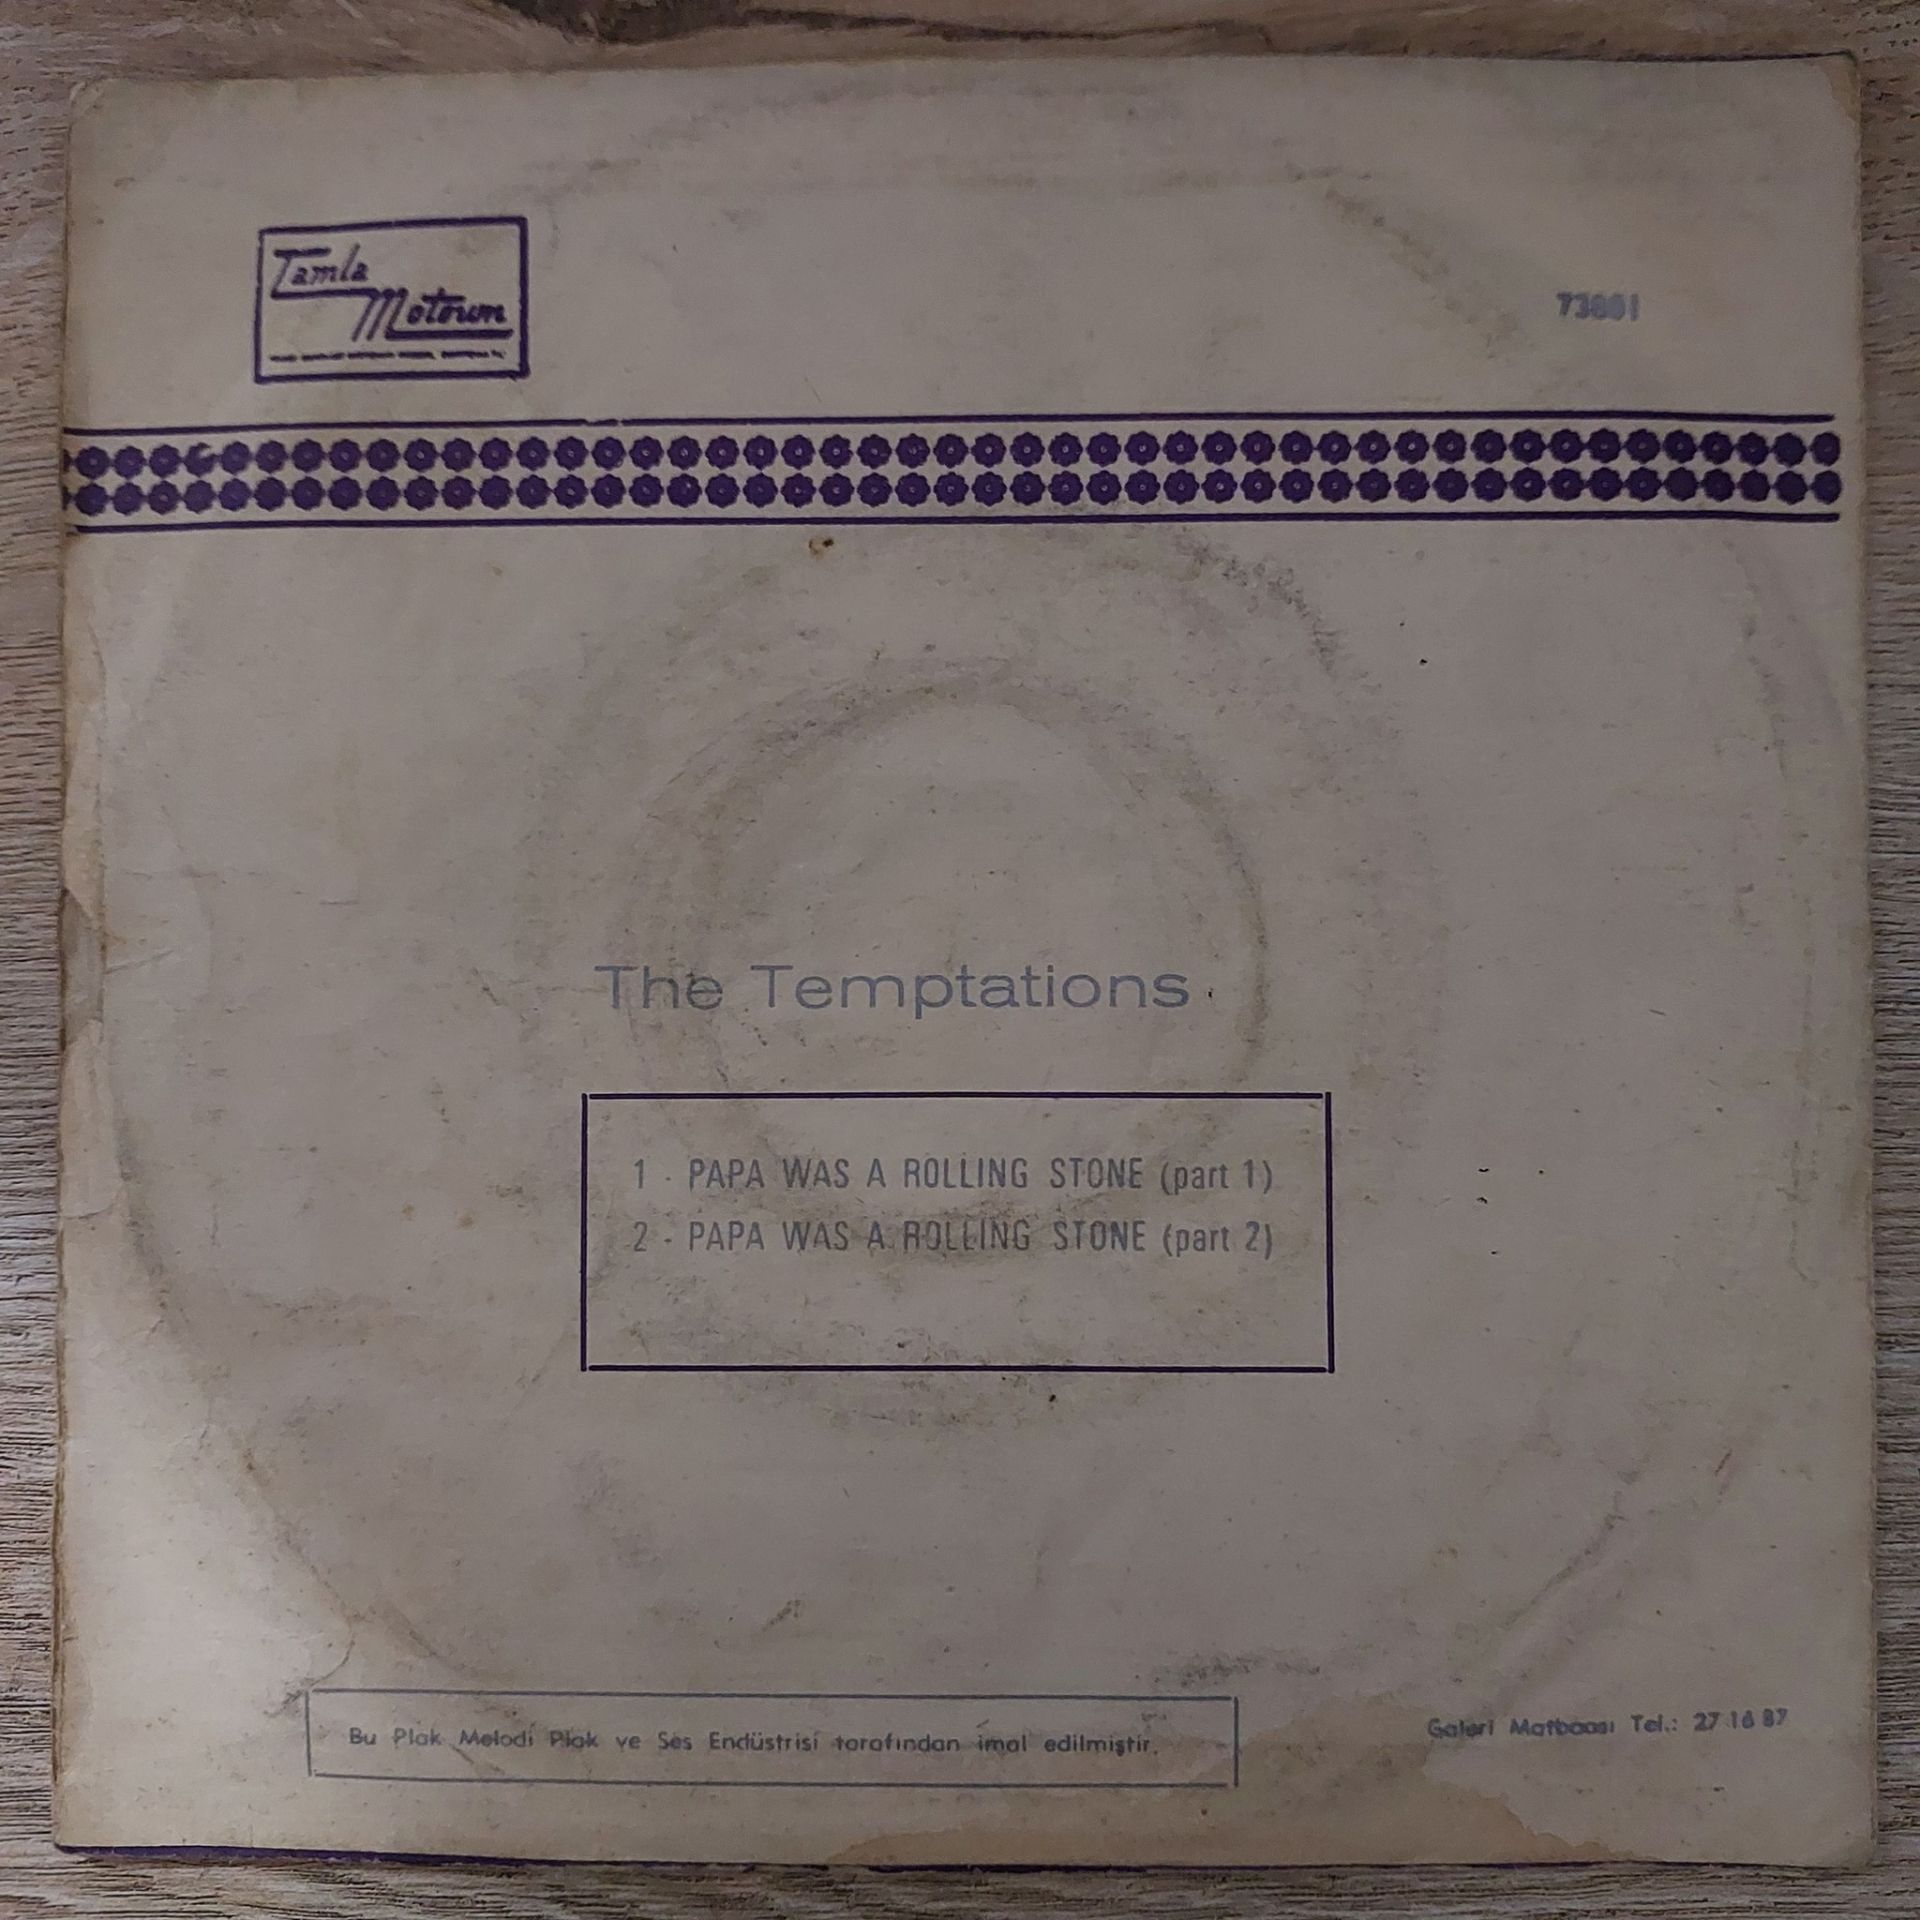 Tamla
Motown
The Temptations
1 - PAPA WAS A ROLLING STONE (part 1)
2 - PAPA WAS A ROLLING STONE (part 2)
Bu Plak Melodi Plak ve Ses Endüstrisi tarafından imal edilmiştir.
Galeri Matbaası Tel.: 27 16 87